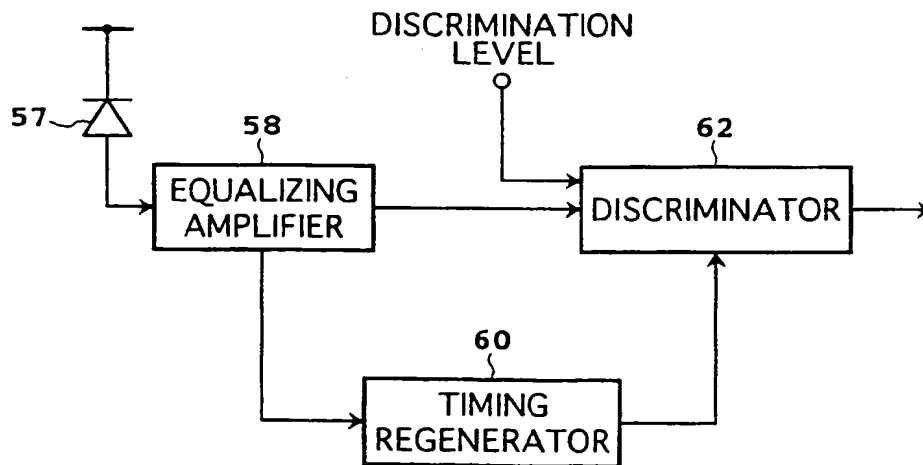 DISCRIMINATION
LEVEL
57
58
62
EQUALIZING
AMPLIFIER
DISCRIMINATOR
60
TIMING
REGENERATOR